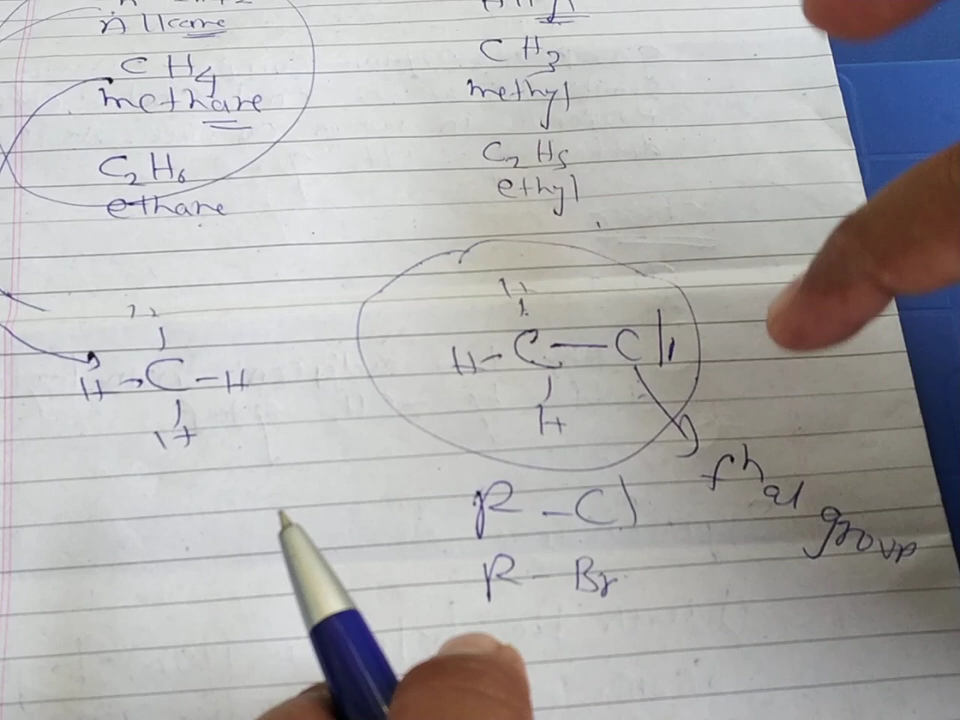 Alkane
CH4
methane
C2H6
ethane
CH3
methyl
C2H5
ethyl
H
H-C-H
H
H
H-C-Cl
H
fnal group
R-Cl
R-Br